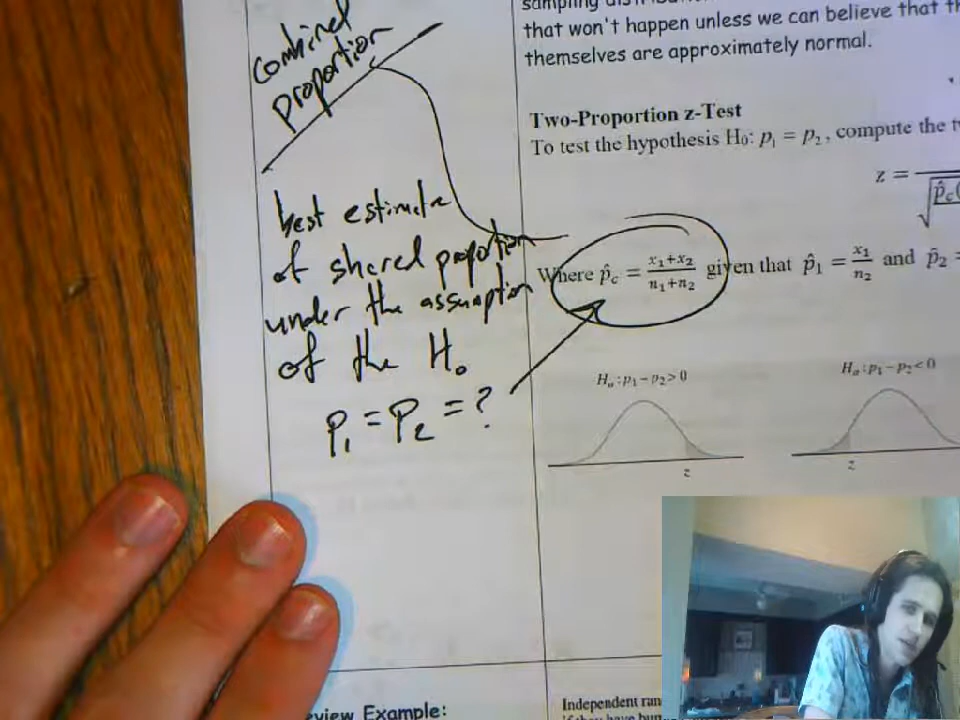 combined
proportion
best estimate
of shared proportion
under the assumption
of the H₀
p₁ = p₂ = ?
that won't happen unless we can believe that
themselves are approximately normal.
Two-Proportion z-Test
To test the hypothesis H₀: p₁ = p₂, compute the
z =
√p̂c(
Where p̂c = x₁+x₂/n₁+n₂ given that p̂₁ = x₁/n₂ and p̂₂ =
Hₐ:p₁−p₂>0
Hₐ:p₁−p₂<0
z
z
view Example:
Independent ran